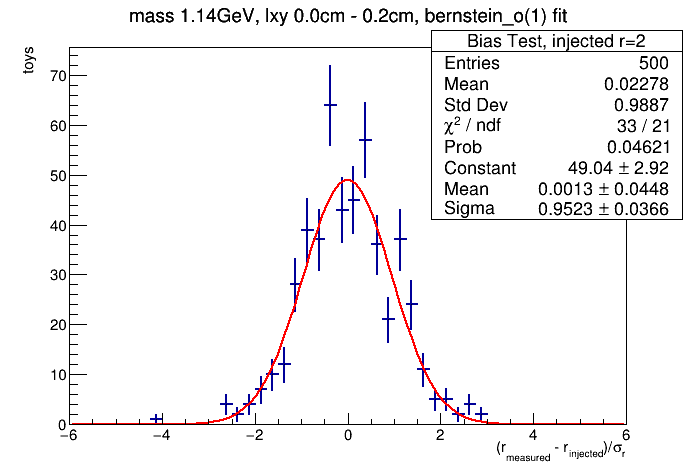 mass 1.14GeV, lxy 0.0cm - 0.2cm, bernstein_o(1) fit
Bias Test, injected r=2
Entries 500
Mean 0.02278
Std Dev 0.9887
χ² / ndf 33 / 21
Prob 0.04621
Constant 49.04 ± 2.92
Mean 0.0013 ± 0.0448
Sigma 0.9523 ± 0.0366
toys
70
60
50
40
30
20
10
0
−6 −4 −2 0 2 4 6
(r_measured - r_injected)/σ_r